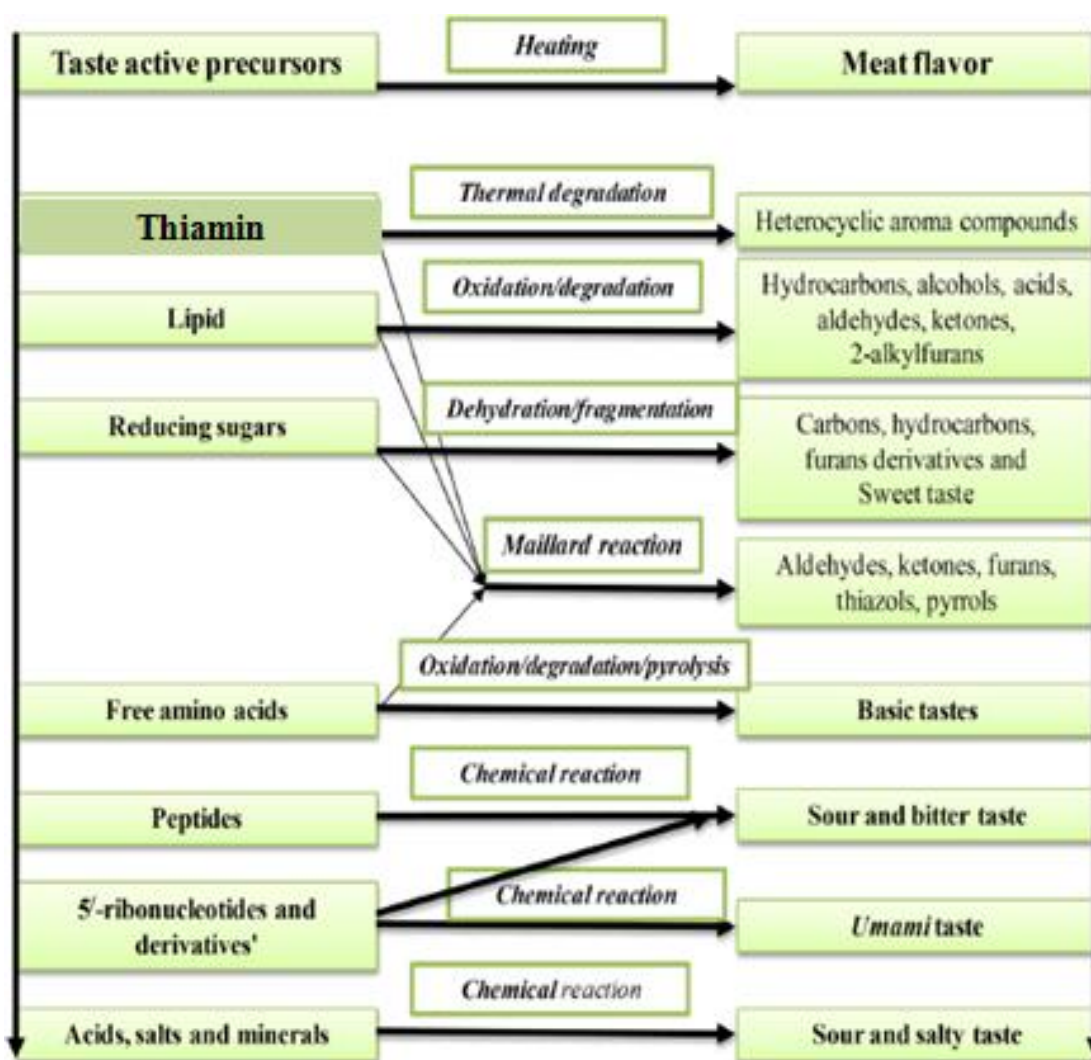 Taste active precursors
Heating
Meat flavor
Thiamin
Thermal degradation
Heterocyclic aroma compounds
Lipid
Oxidation/degradation
Hydrocarbons, alcohols, acids,
aldehydes, ketones,
2-alkylfurans
Reducing sugars
Dehydration/fragmentation
Carbons, hydrocarbons,
furans derivatives and
Sweet taste
Maillard reaction
Aldehydes, ketones, furans,
thiazols, pyrrols
Free amino acids
Oxidation/degradation/pyrolysis
Basic tastes
Peptides
Chemical reaction
Sour and bitter taste
5/-ribonucleotides and
derivatives'
Chemical reaction
Umami taste
Acids, salts and minerals
Chemical reaction
Sour and salty taste